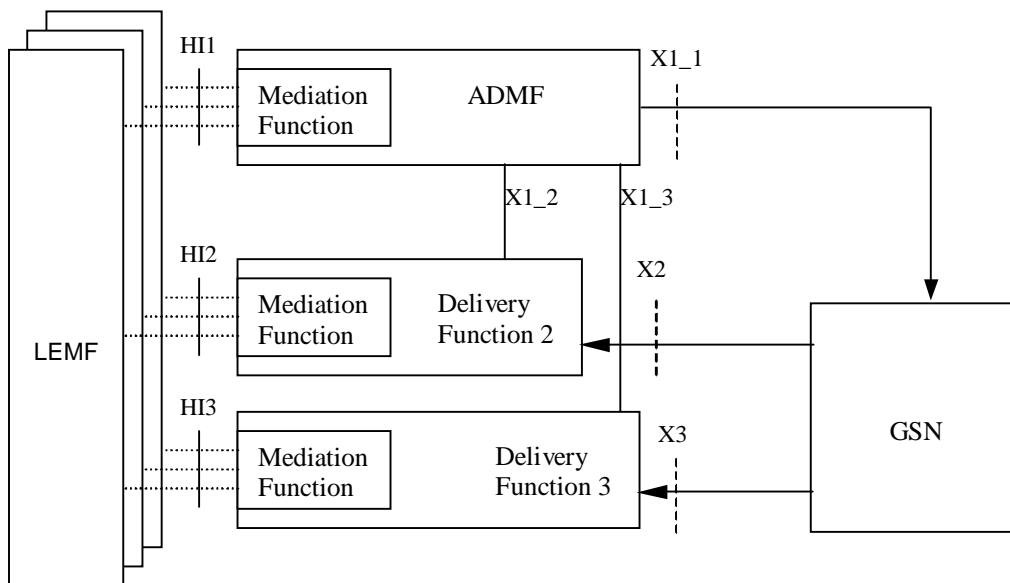 HI1
Mediation
Function
ADMF
X1_1
X1_2
X1_3
HI2
Mediation
Function
Delivery
Function 2
X2
LEMF
HI3
Mediation
Function
Delivery
Function 3
X3
GSN